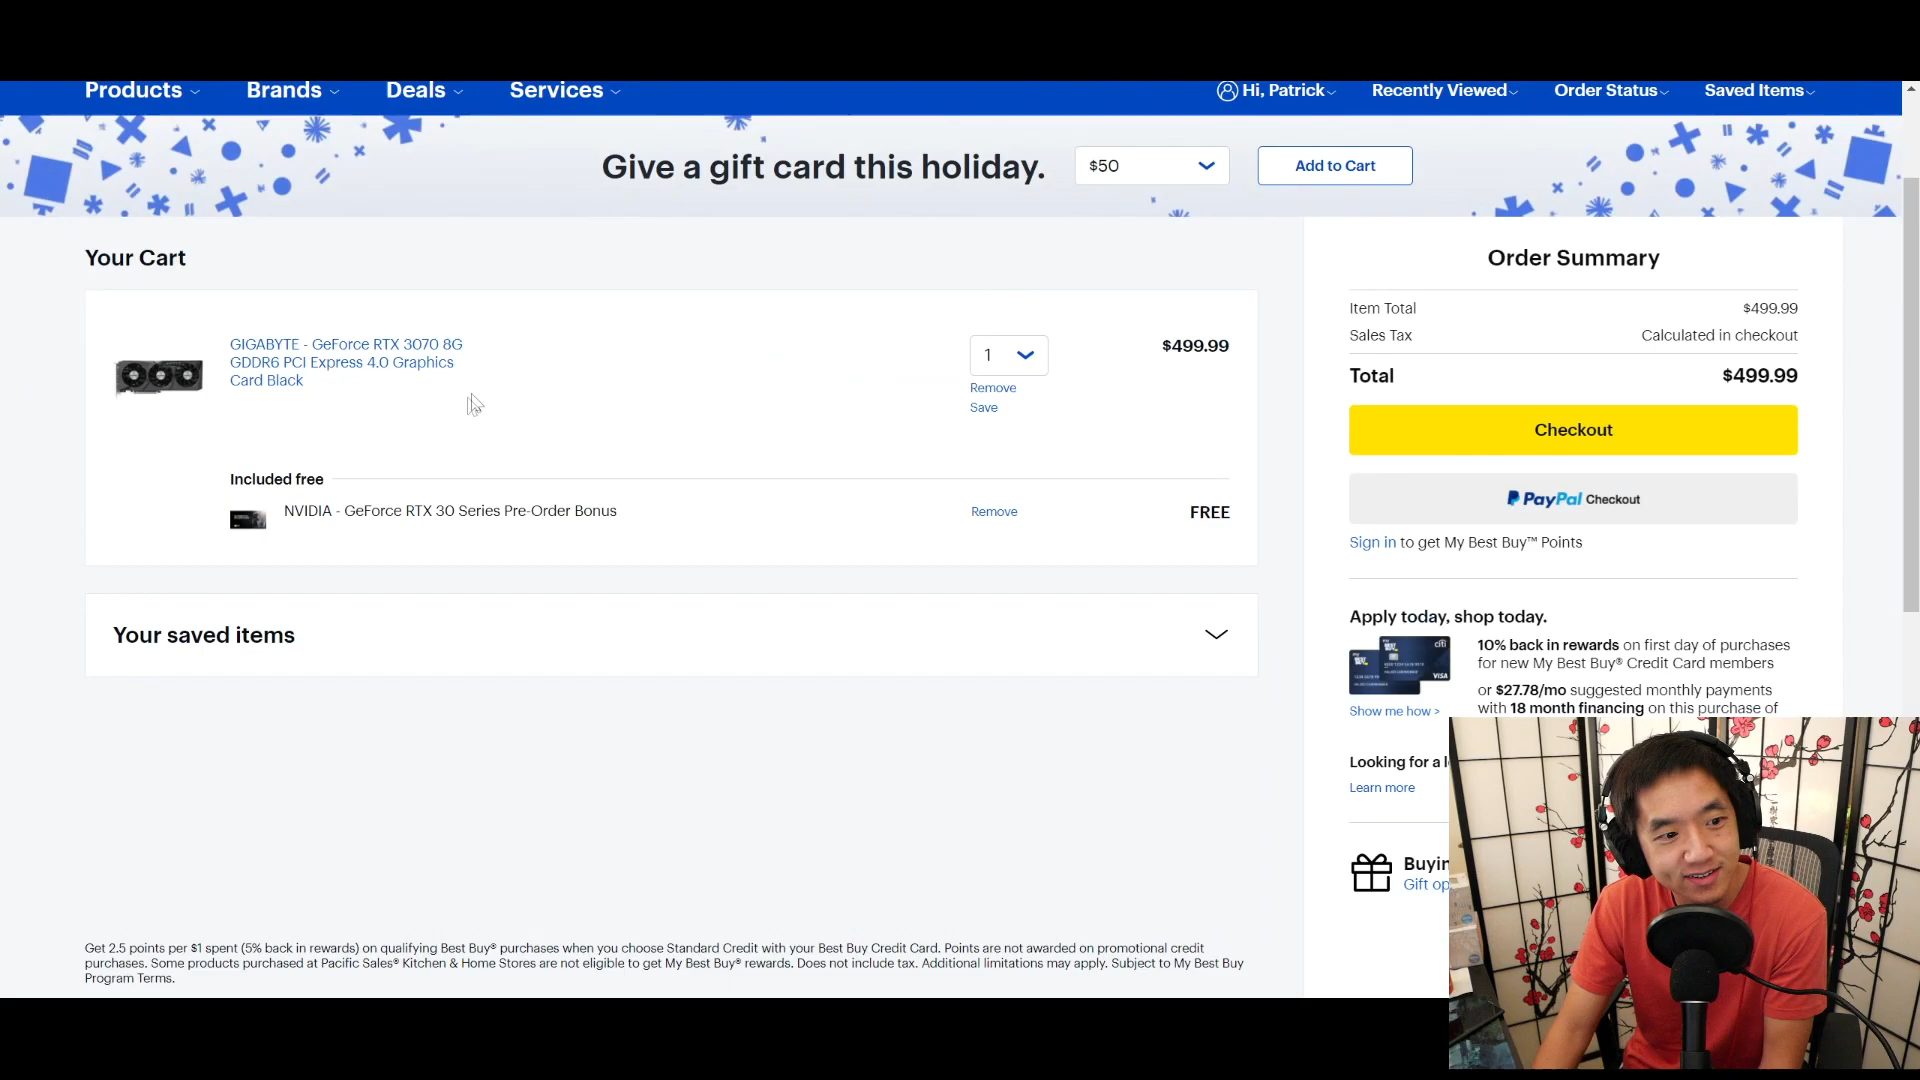 Products
Brands
Deals
Services
Hi, Patrick
Recently Viewed
Order Status
Saved Items
Give a gift card this holiday.
$50
Add to Cart
Your Cart
GIGABYTE - GeForce RTX 3070 8G
GDDR6 PCI Express 4.0 Graphics
Card Black
1
Remove
Save
$499.99
Included free
NVIDIA - GeForce RTX 30 Series Pre-Order Bonus
Remove
FREE
Your saved items
Order Summary
Item Total $499.99
Sales Tax Calculated in checkout
Total $499.99
Checkout
PayPal Checkout
Sign in to get My Best Buy™ Points
Apply today, shop today.
citi
VISA
10% back in rewards on first day of purchases
for new My Best Buy® Credit Card members
or $27.78/mo suggested monthly payments
with 18 month financing on this purchase of
Show me how >
Looking for a l
Learn more
Buyin
Gift op
Get 2.5 points per $1 spent (5% back in rewards) on qualifying Best Buy® purchases when you choose Standard Credit with your Best Buy Credit Card. Points are not awarded on promotional credit
purchases. Some products purchased at Pacific Sales® Kitchen & Home Stores are not eligible to get My Best Buy® rewards. Does not include tax. Additional limitations may apply. Subject to My Best Buy
Program Terms.